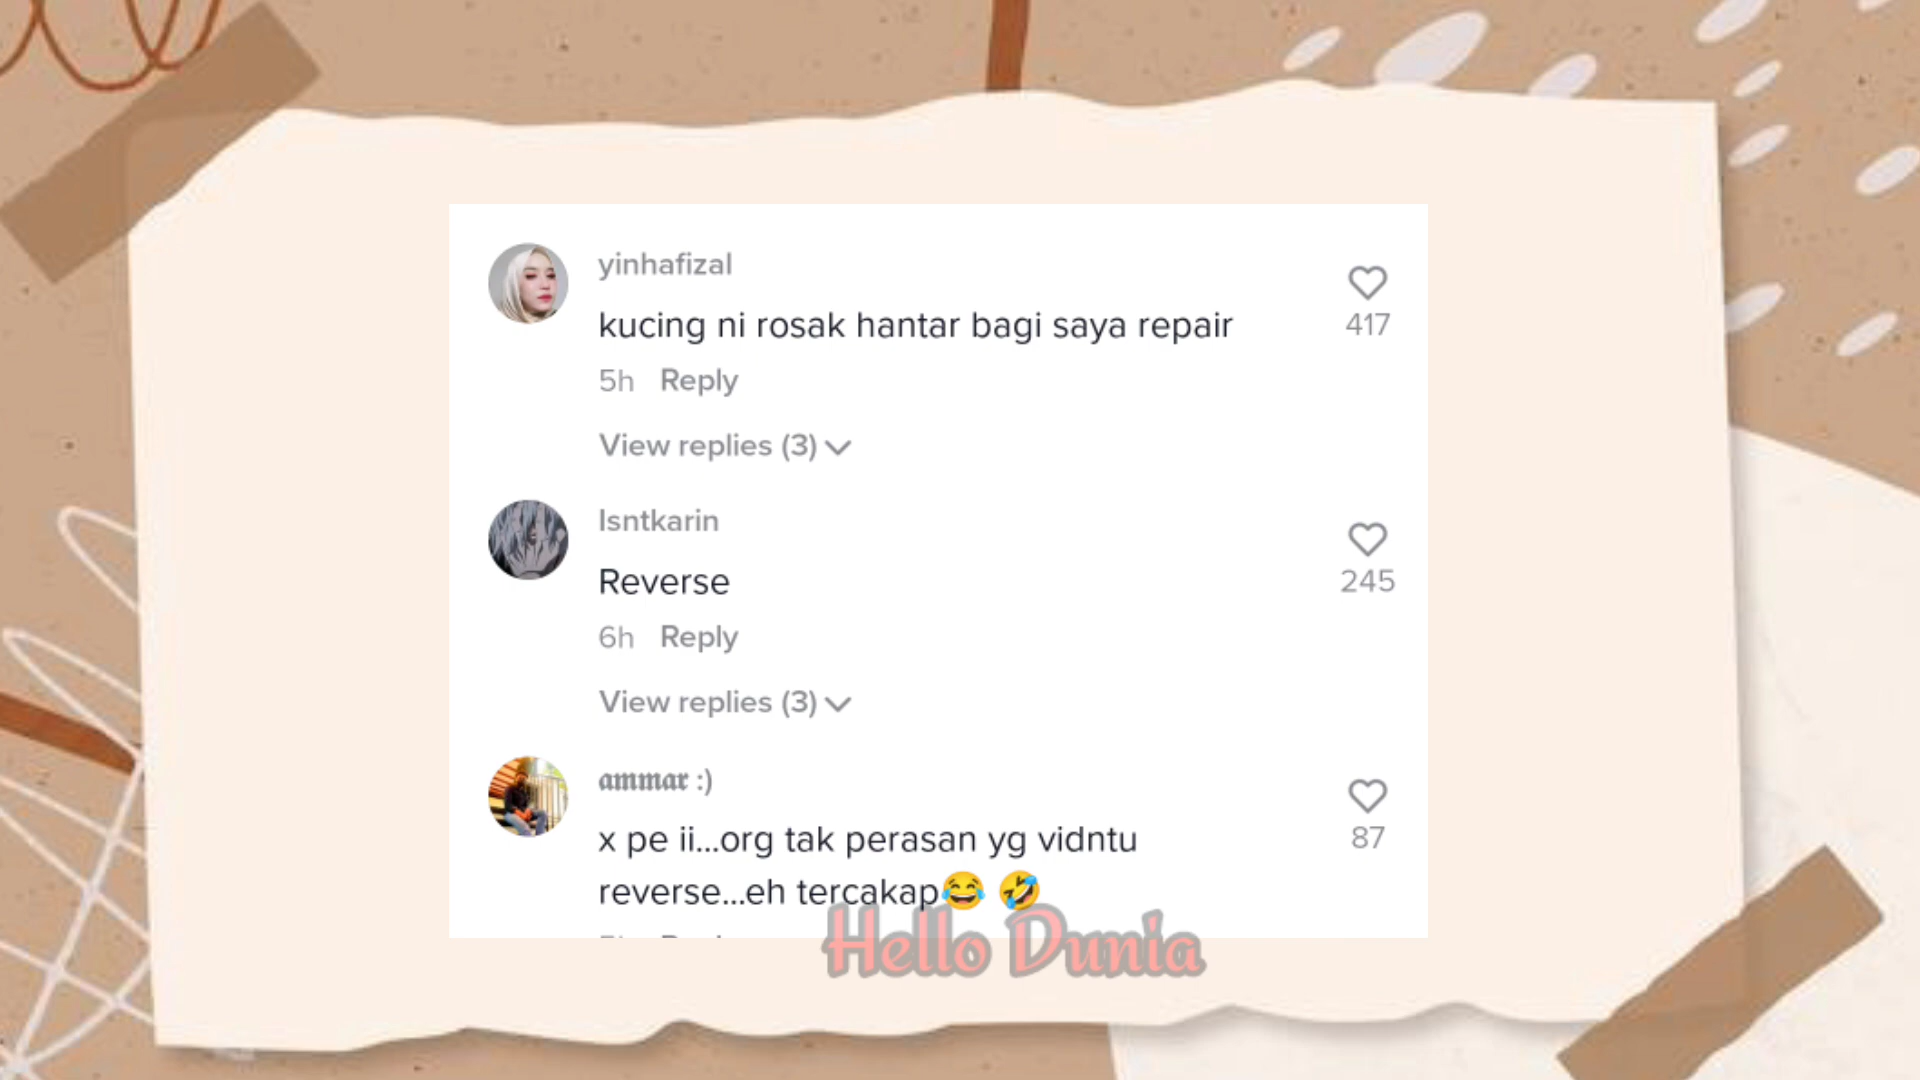 yinhafizal
kucing ni rosak hantar bagi saya repair
417
5h Reply
View replies (3)
Isntkarin
Reverse
245
6h Reply
View replies (3)
𝖆𝖒𝖒𝖆𝖗 :)
x pe ii...org tak perasan yg vidntu
87
reverse...eh tercakap😂 🤣
Hello Dunia